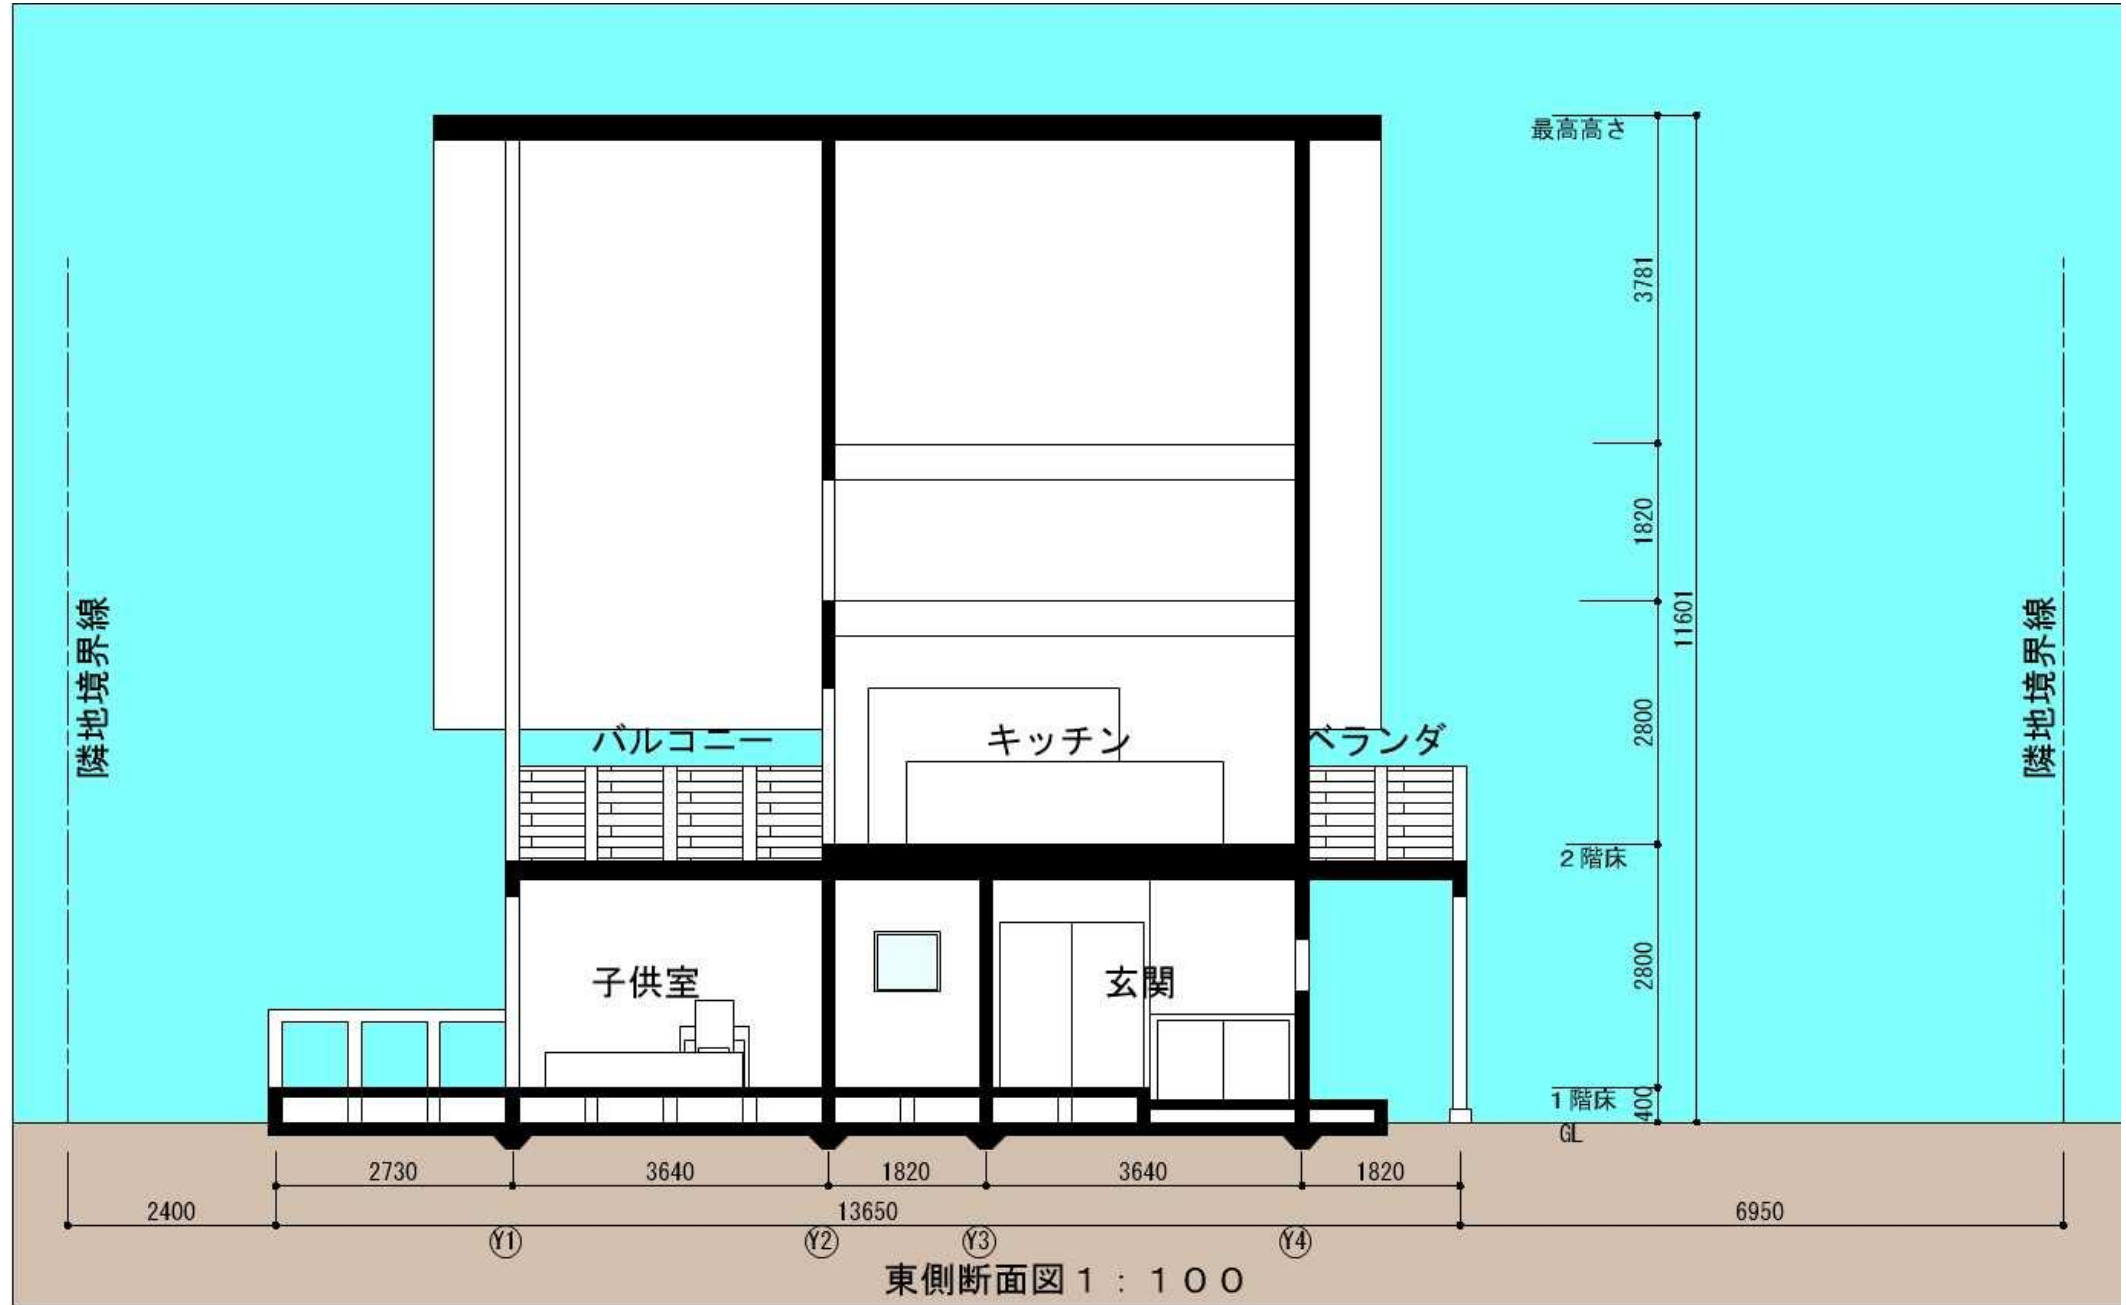 最高高さ
3781
1820
11601
隣地境界線
隣地境界線
2800
バルコニー
キッチン
ベランダ
2階床
2800
子供室
玄関
1階床
400
GL
2730
3640
1820
3640
1820
2400
13650
6950
Y1
Y2
Y3
Y4
東側断面図1：100